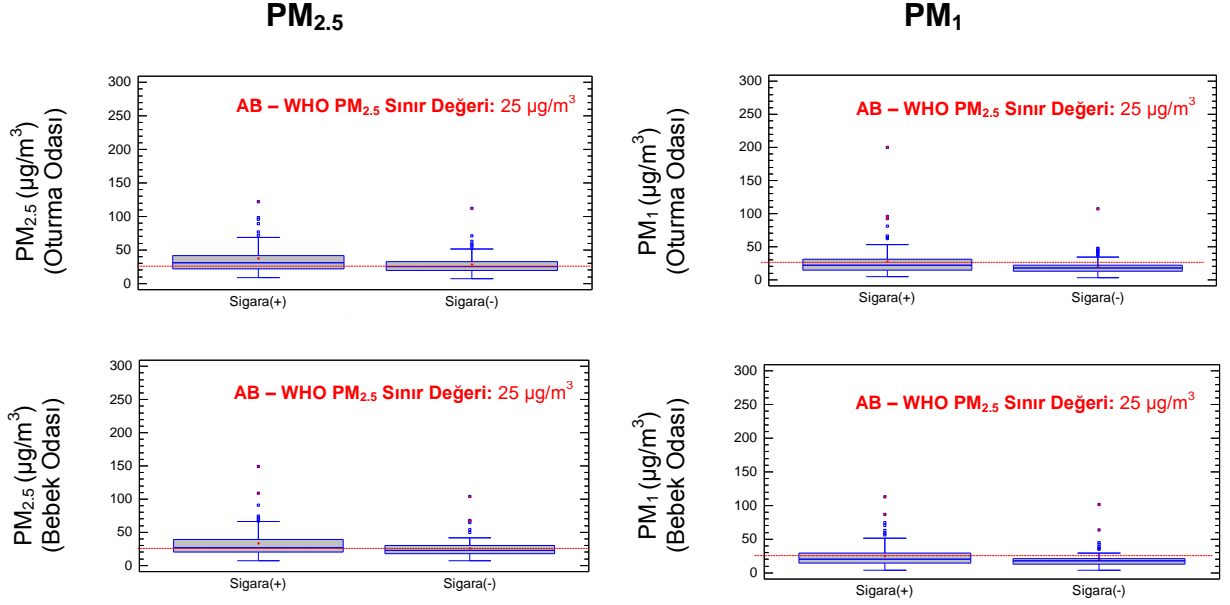 PM2.5
PM1
PM2.5 (µg/m3)
(Oturma Odası)
300
250
200
150
100
50
0
AB – WHO PM2.5 Sınır Değeri: 25 µg/m3
Sigara(+)
Sigara(-)
PM1 (µg/m3)
(Oturma Odası)
300
250
200
150
100
50
0
AB – WHO PM2.5 Sınır Değeri: 25 µg/m3
Sigara(+)
Sigara(-)
PM2.5 (µg/m3)
(Bebek Odası)
300
250
200
150
100
50
0
AB – WHO PM2.5 Sınır Değeri: 25 µg/m3
Sigara(+)
Sigara(-)
PM1 (µg/m3)
(Bebek Odası)
300
250
200
150
100
50
0
AB – WHO PM2.5 Sınır Değeri: 25 µg/m3
Sigara(+)
Sigara(-)